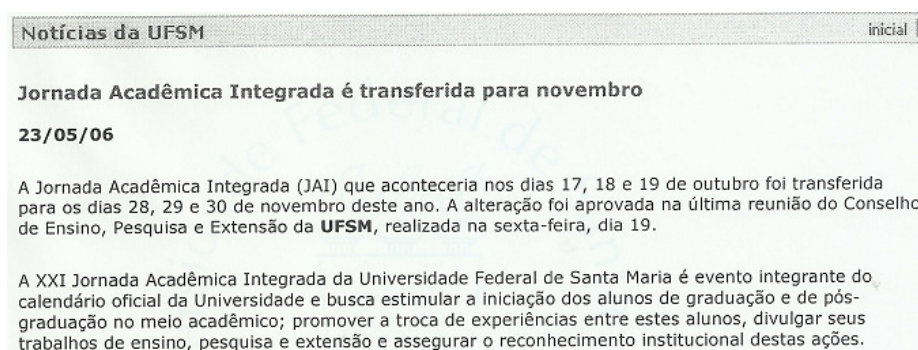 Notícias da UFSM inicial
Jornada Acadêmica Integrada é transferida para novembro
23/05/06
A Jornada Acadêmica Integrada (JAI) que aconteceria nos dias 17, 18 e 19 de outubro foi transferida
para os dias 28, 29 e 30 de novembro deste ano. A alteração foi aprovada na última reunião do Conselho
de Ensino, Pesquisa e Extensão da UFSM, realizada na sexta-feira, dia 19.
A XXI Jornada Acadêmica Integrada da Universidade Federal de Santa Maria é evento integrante do
calendário oficial da Universidade e busca estimular a iniciação dos alunos de graduação e de pós-
graduação no meio acadêmico; promover a troca de experiências entre estes alunos, divulgar seus
trabalhos de ensino, pesquisa e extensão e assegurar o reconhecimento institucional destas ações.